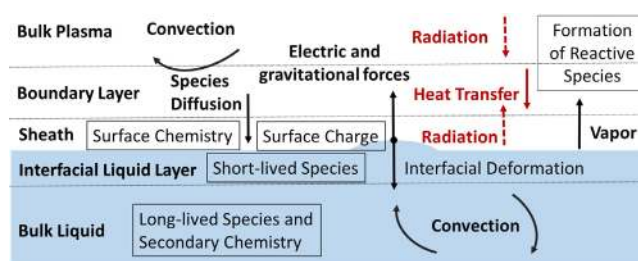 Bulk Plasma
Convection
Electric and
gravitational forces
Radiation
Formation
of Reactive
Species
Boundary Layer
Species
Diffusion
Heat Transfer
Sheath
Surface Chemistry
Surface Charge
Radiation
Vapor
Interfacial Liquid Layer
Short-lived Species
Interfacial Deformation
Bulk Liquid
Long-lived Species and
Secondary Chemistry
Convection